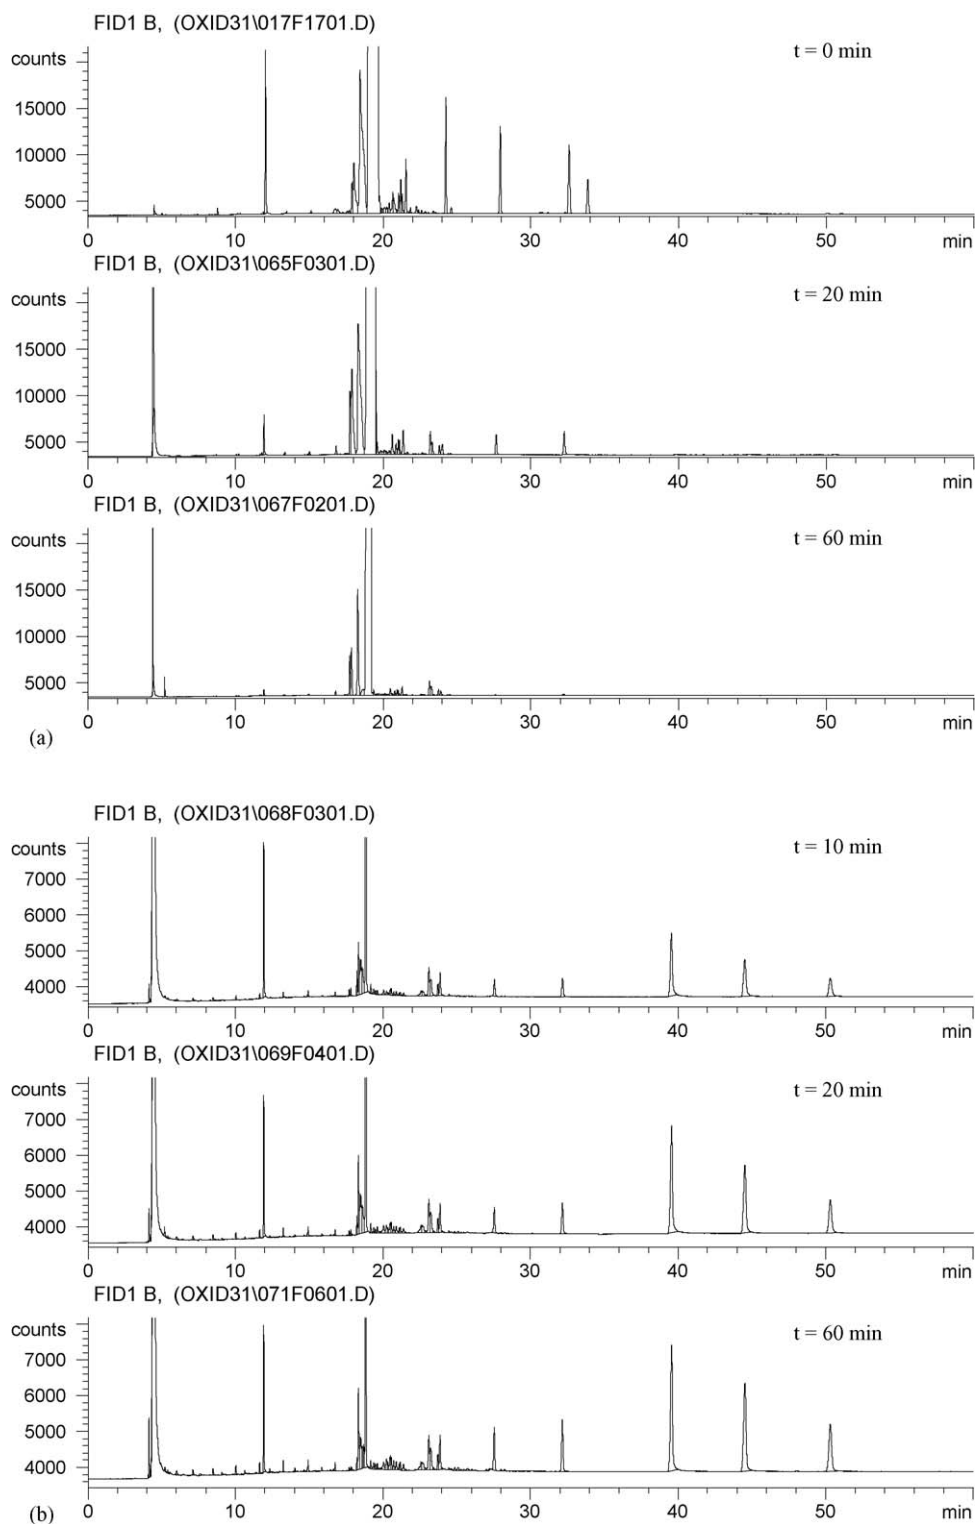 FID1 B, (OXID31\017F1701.D)
counts
t = 0 min
15000
10000
5000
0 10 20 30 40 50 min
FID1 B, (OXID31\065F0301.D)
counts
t = 20 min
15000
10000
5000
0 10 20 30 40 50 min
FID1 B, (OXID31\067F0201.D)
counts
t = 60 min
15000
10000
5000
0 10 20 30 40 50 min
(a)
FID1 B, (OXID31\068F0301.D)
counts
t = 10 min
7000
6000
5000
4000
0 10 20 30 40 50 min
FID1 B, (OXID31\069F0401.D)
counts
t = 20 min
7000
6000
5000
4000
0 10 20 30 40 50 min
FID1 B, (OXID31\071F0601.D)
counts
t = 60 min
7000
6000
5000
4000
0 10 20 30 40 50 min
(b)